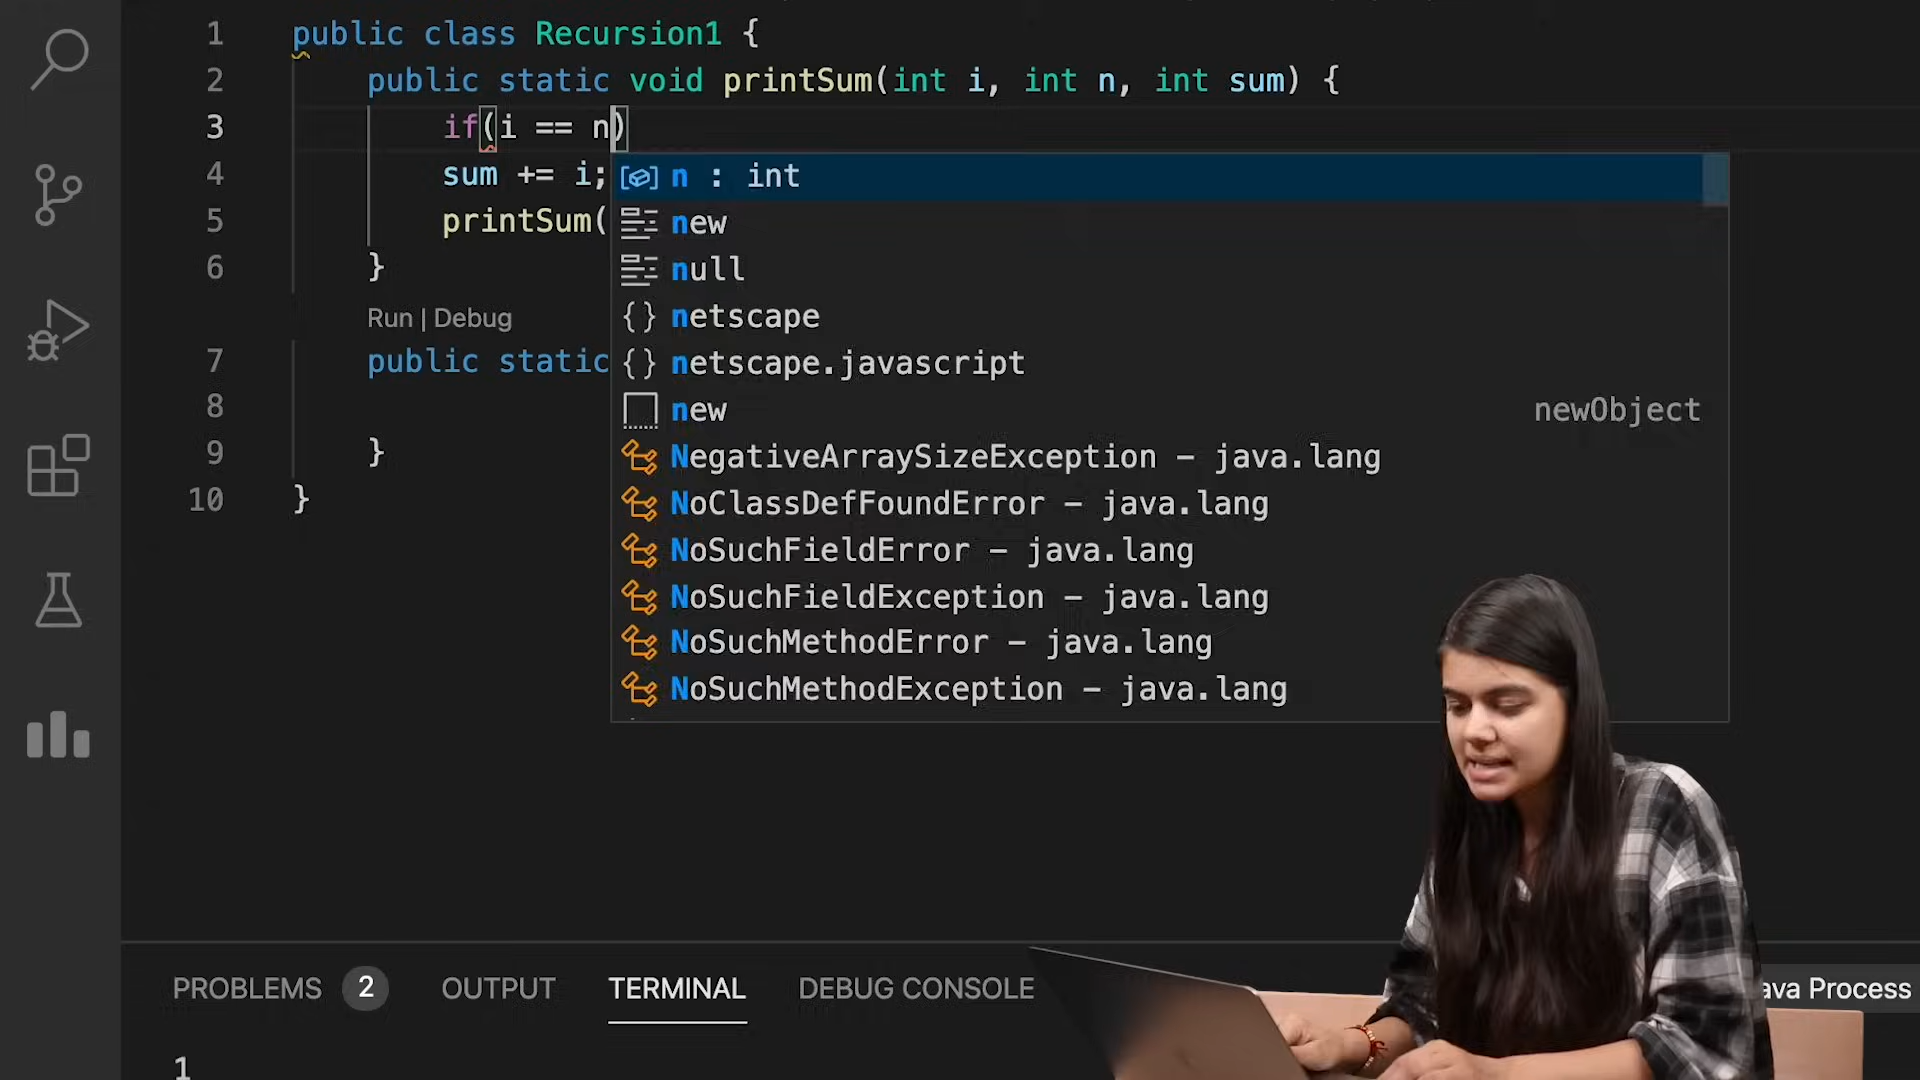 1 public class Recursion1 {
2 public static void printSum(int i, int n, int sum) {
3 if(i == n)
4 sum += i;
5 printSum(
6 }
Run | Debug
7 public static
8
9 }
10 }
n : int
new
null
netscape
netscape.javascript
new newObject
NegativeArraySizeException – java.lang
NoClassDefFoundError – java.lang
NoSuchFieldError – java.lang
NoSuchFieldException – java.lang
NoSuchMethodError – java.lang
NoSuchMethodException – java.lang
PROBLEMS 2 OUTPUT TERMINAL DEBUG CONSOLE ava Process
1